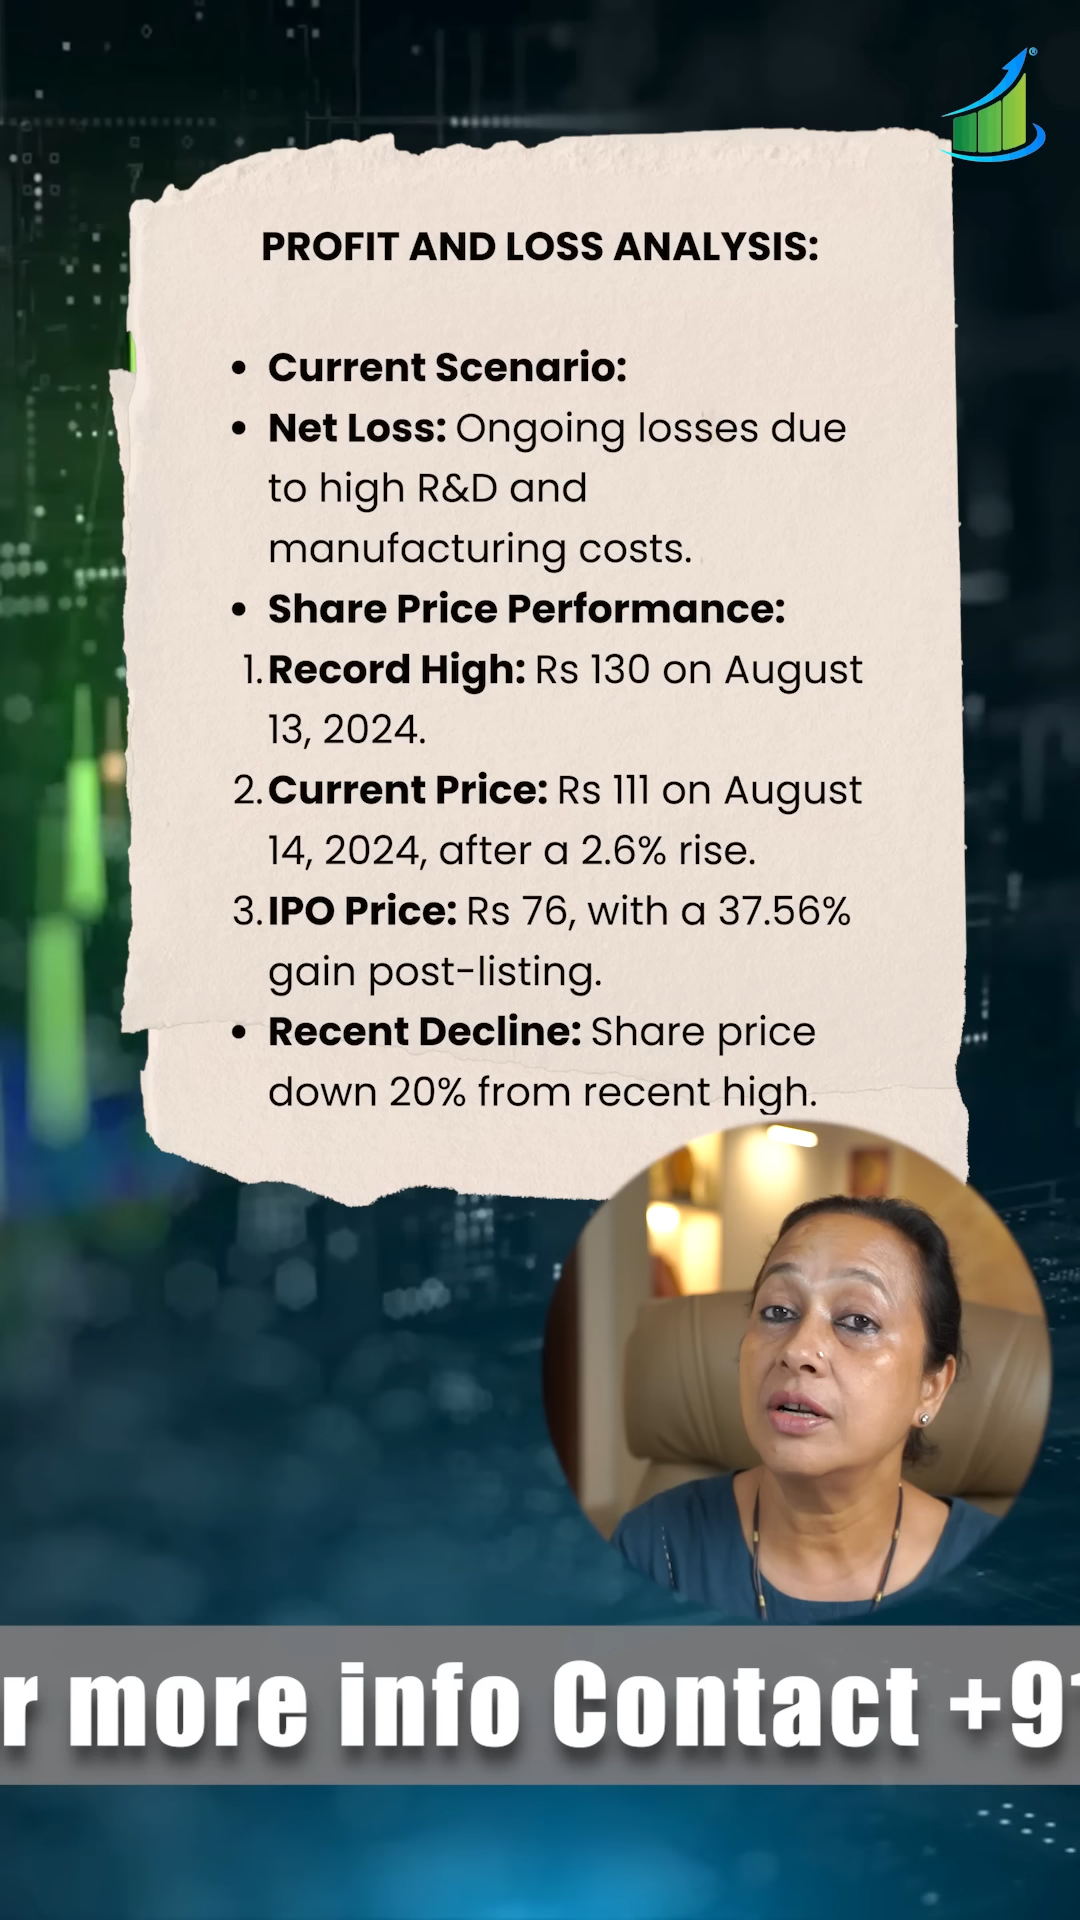 PROFIT AND LOSS ANALYSIS:
• Current Scenario:
• Net Loss: Ongoing losses due
to high R&D and
manufacturing costs.
• Share Price Performance:
1. Record High: Rs 130 on August
13, 2024.
2. Current Price: Rs 111 on August
14, 2024, after a 2.6% rise.
3. IPO Price: Rs 76, with a 37.56%
gain post-listing.
• Recent Decline: Share price
down 20% from recent high.
r more info Contact +91